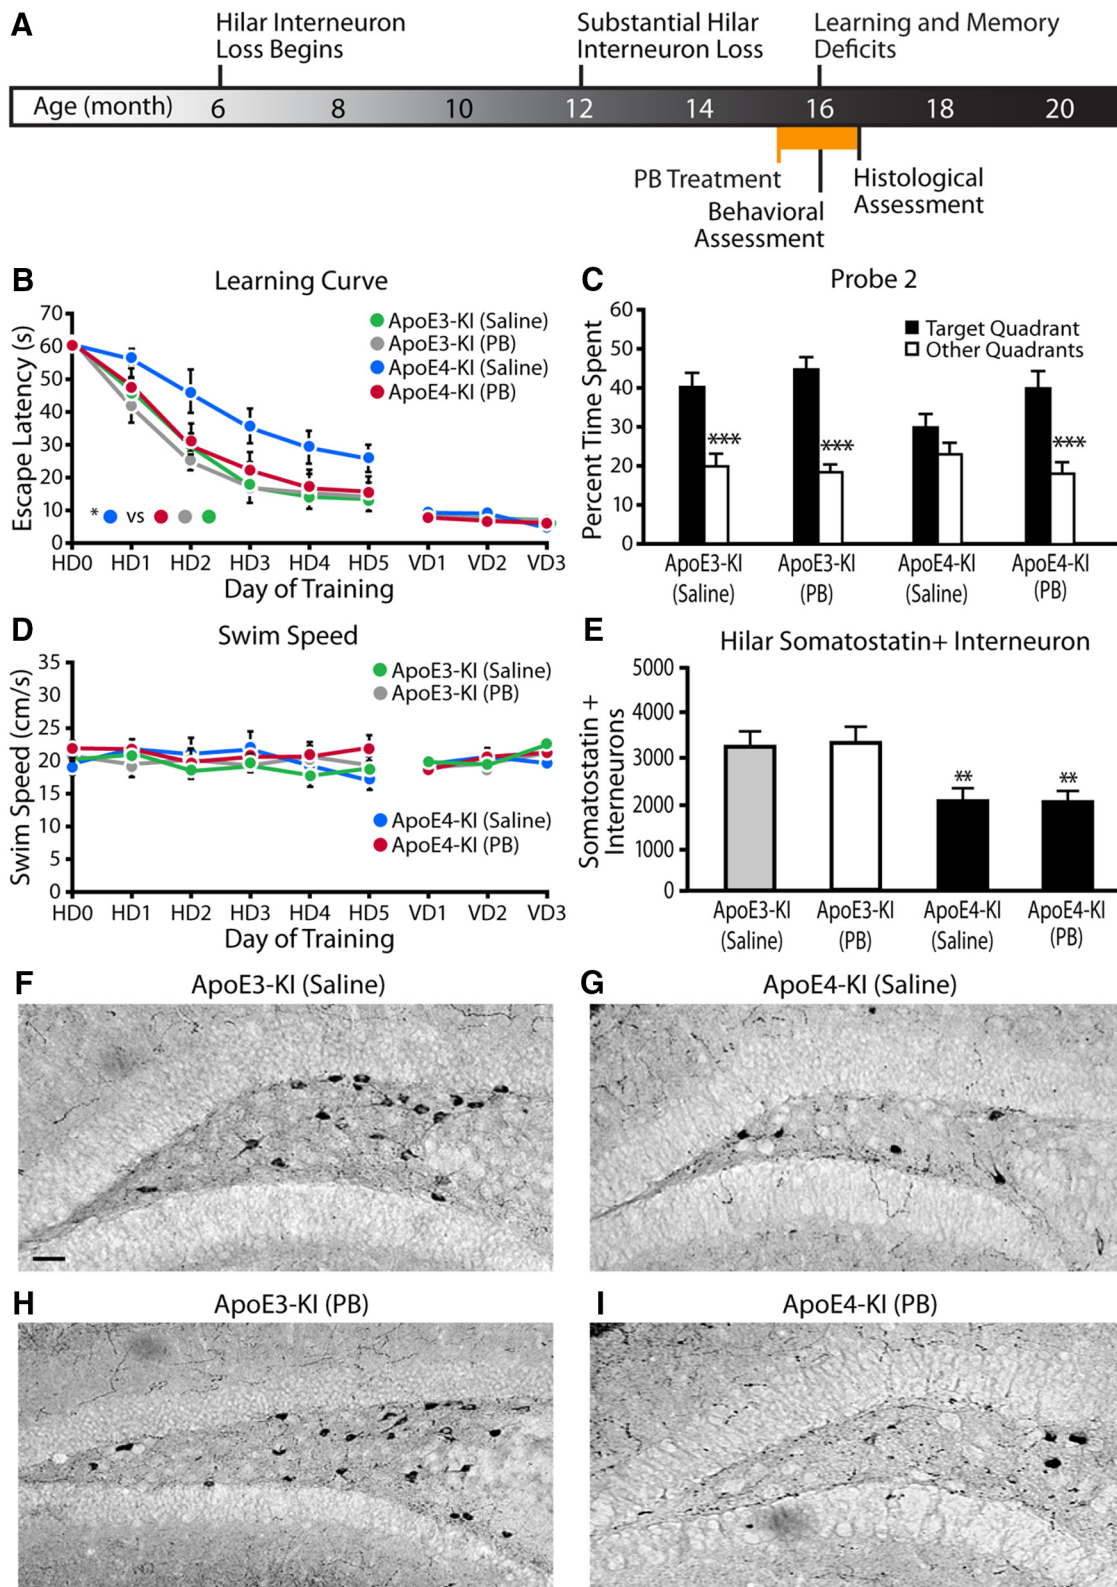 A
Hilar Interneuron
Loss Begins
Substantial Hilar
Interneuron Loss
Learning and Memory
Deficits
Age (month) 6 8 10 12 14 16 18 20
PB Treatment
Behavioral
Assessment
Histological
Assessment
B
Learning Curve
Escape Latency (s)
70
60
50
40
30
20
10
0
ApoE3-KI (Saline)
ApoE3-KI (PB)
ApoE4-KI (Saline)
ApoE4-KI (PB)
* vs
HD0 HD1 HD2 HD3 HD4 HD5 VD1 VD2 VD3
Day of Training
C
Probe 2
Percent Time Spent
60
50
40
30
20
10
0
Target Quadrant
Other Quadrants
*** *** ***
ApoE3-KI ApoE3-KI ApoE4-KI ApoE4-KI
(Saline) (PB) (Saline) (PB)
D
Swim Speed
Swim Speed (cm/s)
35
30
25
20
15
10
5
0
ApoE3-KI (Saline)
ApoE3-KI (PB)
ApoE4-KI (Saline)
ApoE4-KI (PB)
HD0 HD1 HD2 HD3 HD4 HD5 VD1 VD2 VD3
Day of Training
E
Hilar Somatostatin+ Interneuron
Somatostatin +
Interneurons
5000
4000
3000
2000
1000
0
** **
ApoE3-KI ApoE3-KI ApoE4-KI ApoE4-KI
(Saline) (PB) (Saline) (PB)
F
ApoE3-KI (Saline)
G
ApoE4-KI (Saline)
H
ApoE3-KI (PB)
I
ApoE4-KI (PB)